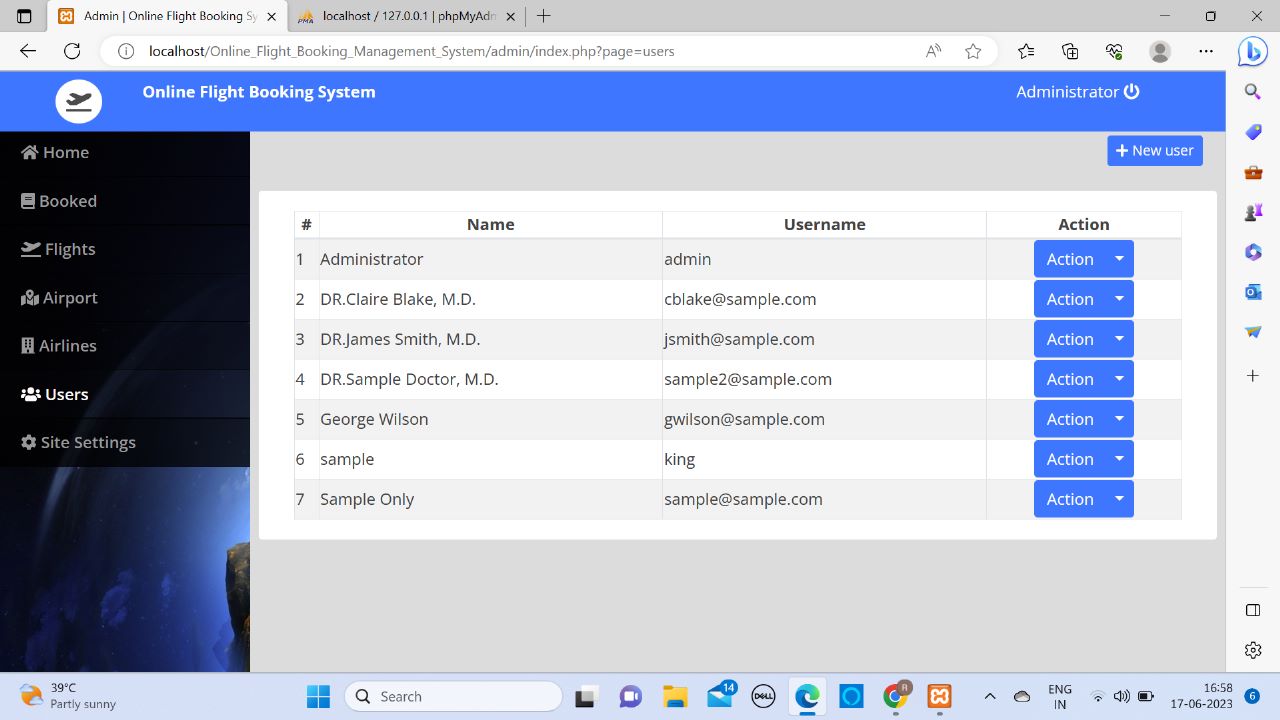 Admin | Online Flight Booking Sy
localhost / 127.0.0.1 | phpMyAdm
localhost/Online_Flight_Booking_Management_System/admin/index.php?page=users
Online Flight Booking System
Administrator
Home
Booked
Flights
Airport
Airlines
Users
Site Settings
+ New user
# Name Username Action
1 Administrator admin Action
2 DR.Claire Blake, M.D. cblake@sample.com Action
3 DR.James Smith, M.D. jsmith@sample.com Action
4 DR.Sample Doctor, M.D. sample2@sample.com Action
5 George Wilson gwilson@sample.com Action
6 sample king Action
7 Sample Only sample@sample.com Action
39°C
Partly sunny
Search
14
DELL
R
ENG
IN
16:58
17-06-2023
6